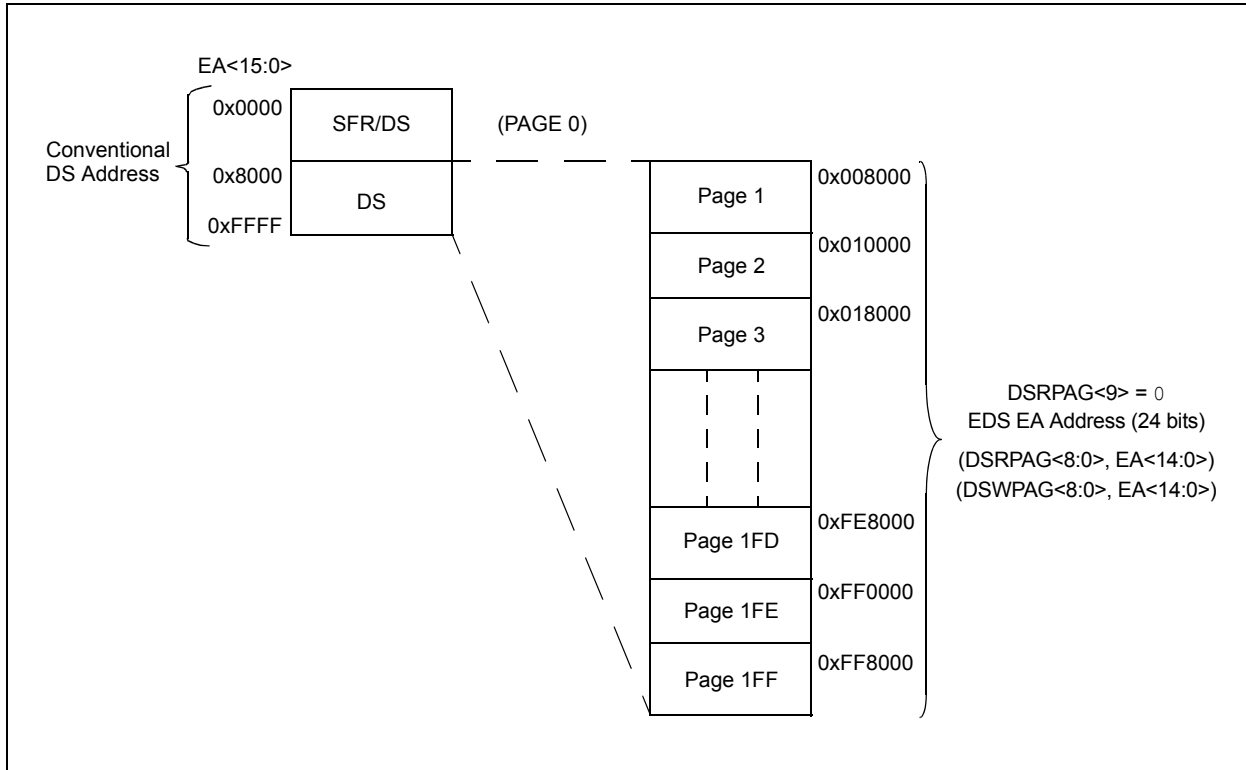 EA<15:0>
0x0000
SFR/DS
(PAGE 0)
Conventional
DS Address
0x8000
DS
0xFFFF
Page 1
0x008000
Page 2
0x010000
Page 3
0x018000
DSRPAG<9> = 0
EDS EA Address (24 bits)
(DSRPAG<8:0>, EA<14:0>)
(DSWPAG<8:0>, EA<14:0>)
Page 1FD
0xFE8000
Page 1FE
0xFF0000
Page 1FF
0xFF8000